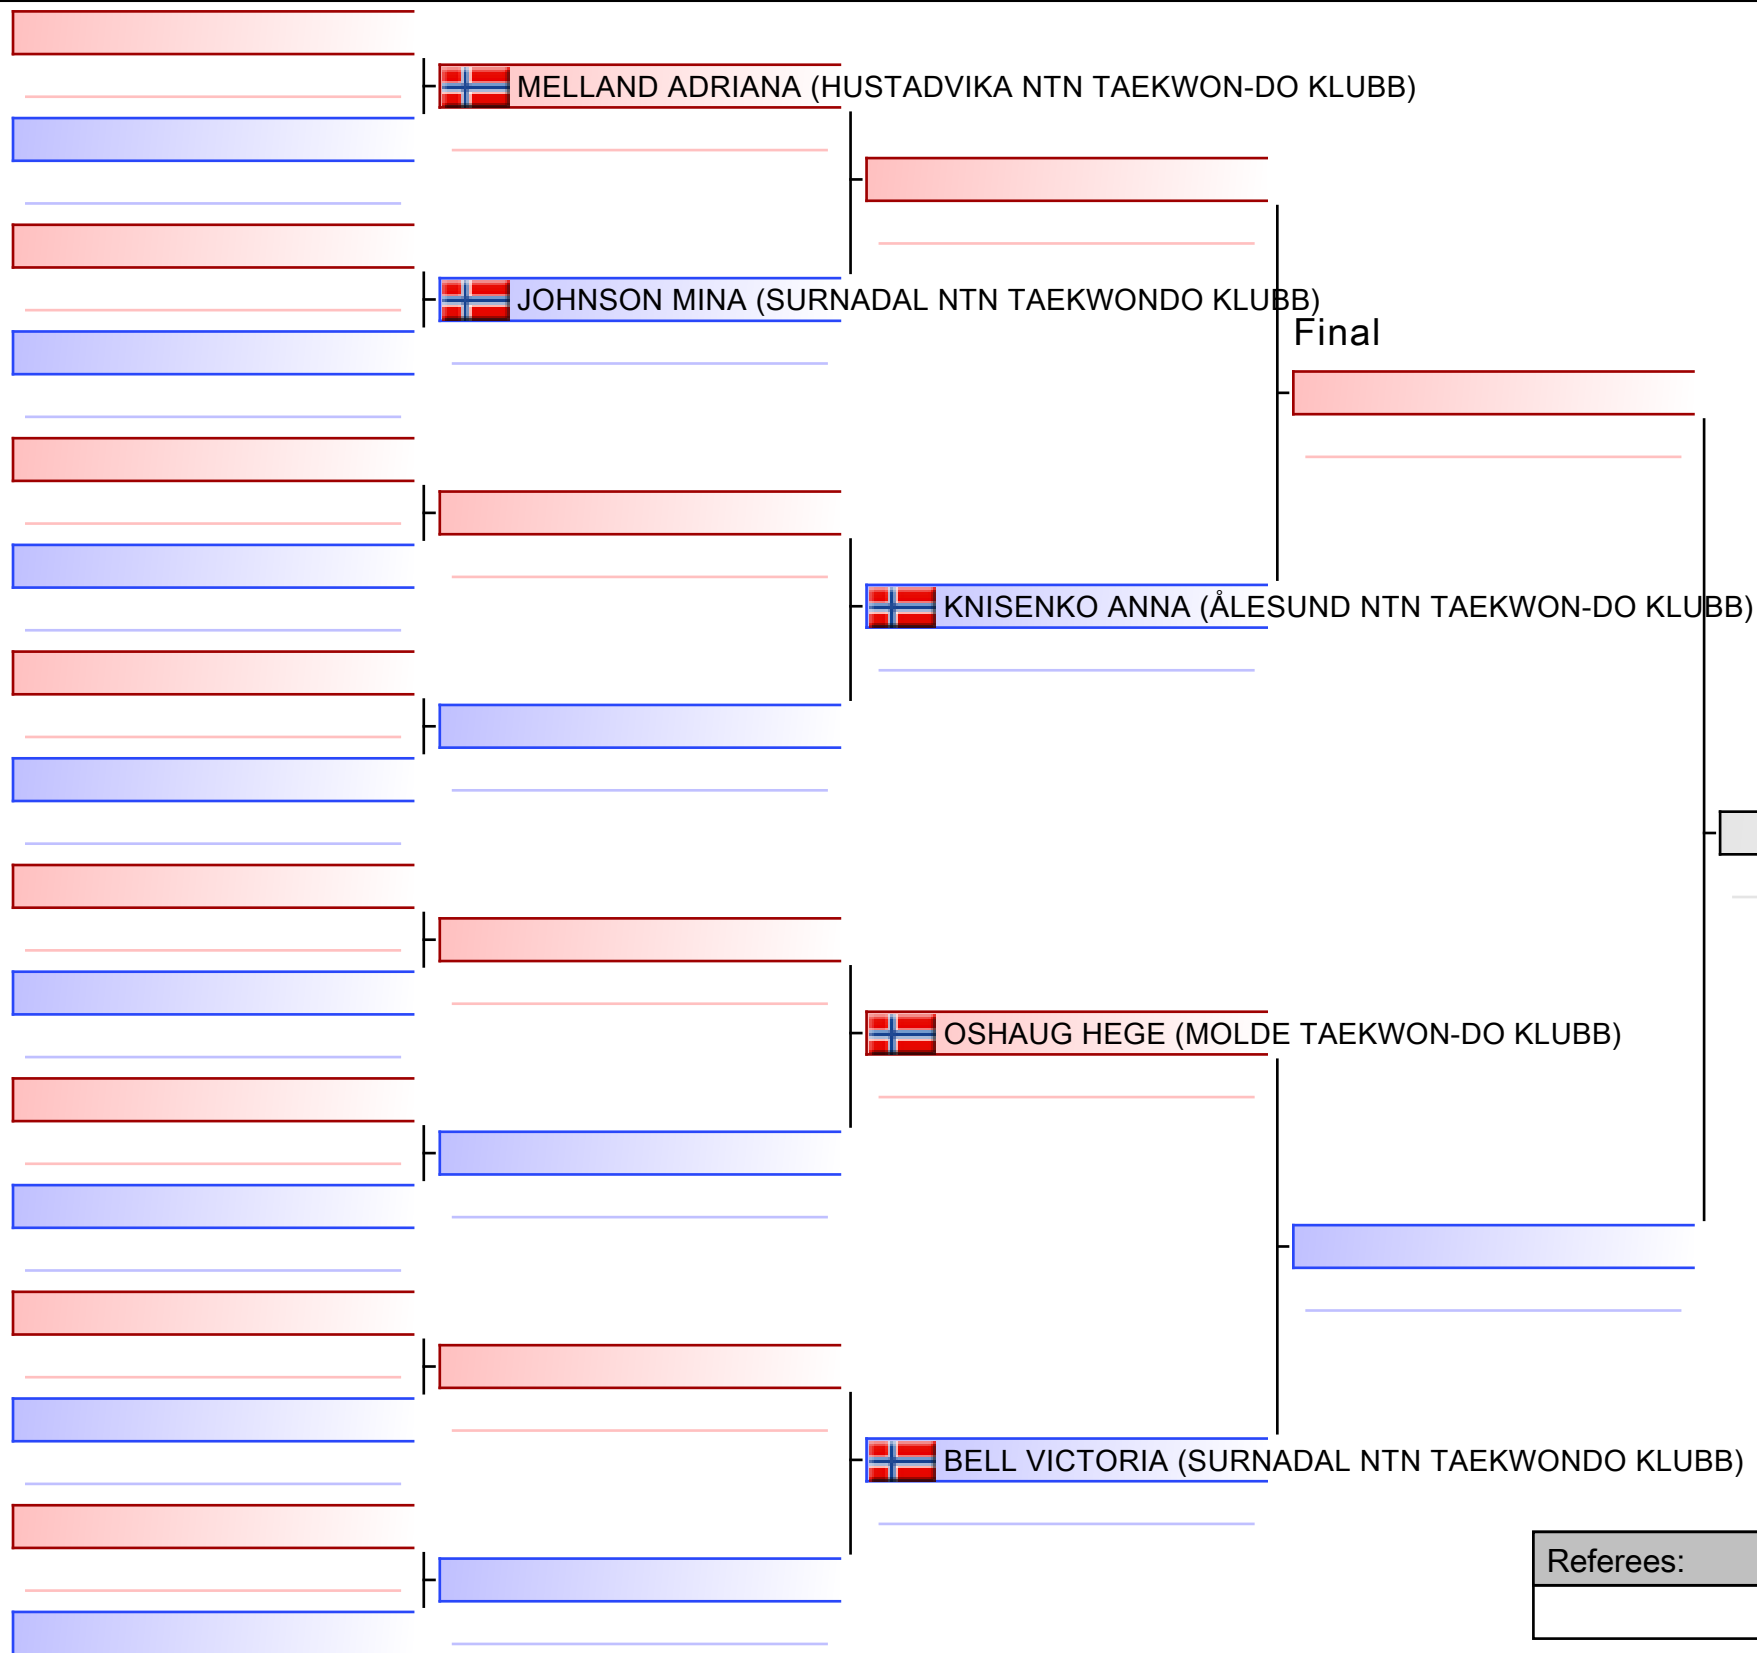 MELLAND ADRIANA (HUSTADVIKA NTN TAEKWON-DO KLUBB)
JOHNSON MINA (SURNADAL NTN TAEKWONDO KLUBB)
Final
KNISENKO ANNA (ÅLESUND NTN TAEKWON-DO KLUBB)
OSHAUG HEGE (MOLDE TAEKWON-DO KLUBB)
BELL VICTORIA (SURNADAL NTN TAEKWONDO KLUBB)
Referees: